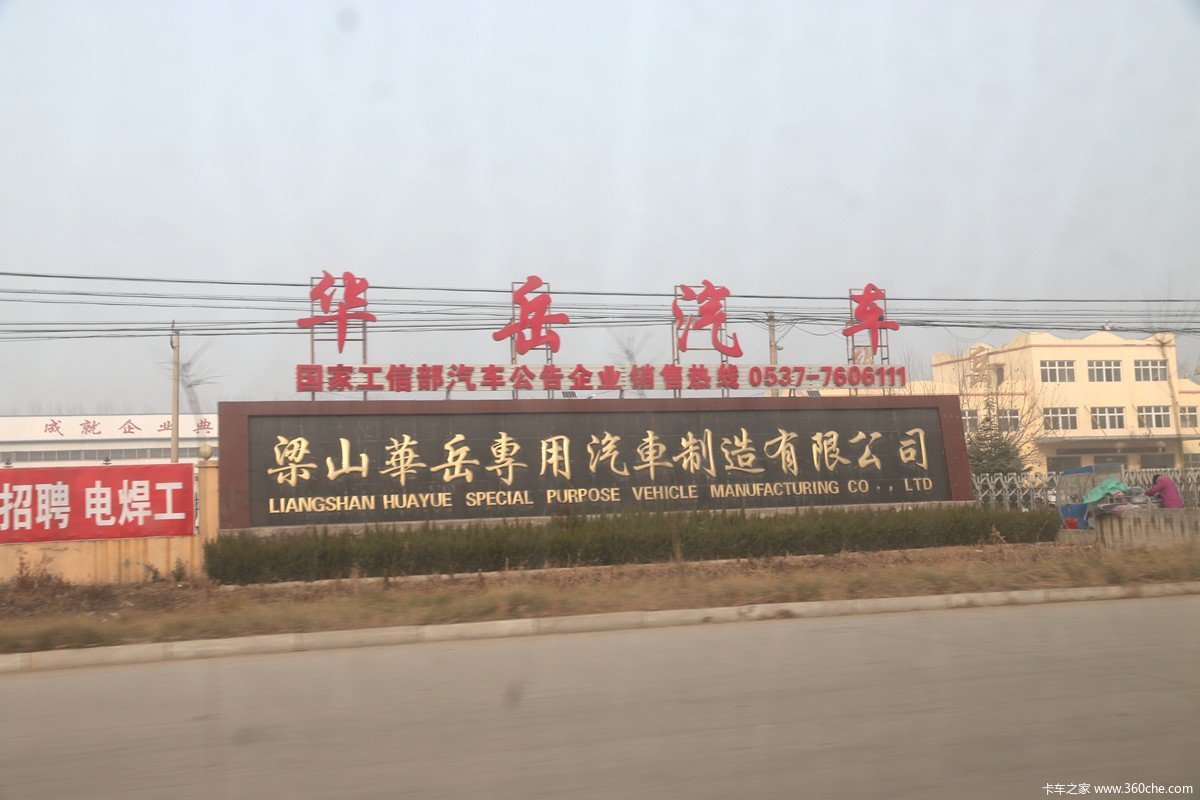 华岳汽车
国家工信部汽车公告企业 销售热线 0537-7606111
成就企业典
梁山華岳專用汽車制造有限公司
LIANGSHAN HUAYUE SPECIAL PURPOSE VEHICLE MANUFACTURING CO . , LTD
招聘 电焊工
卡车之家 www.360che.com